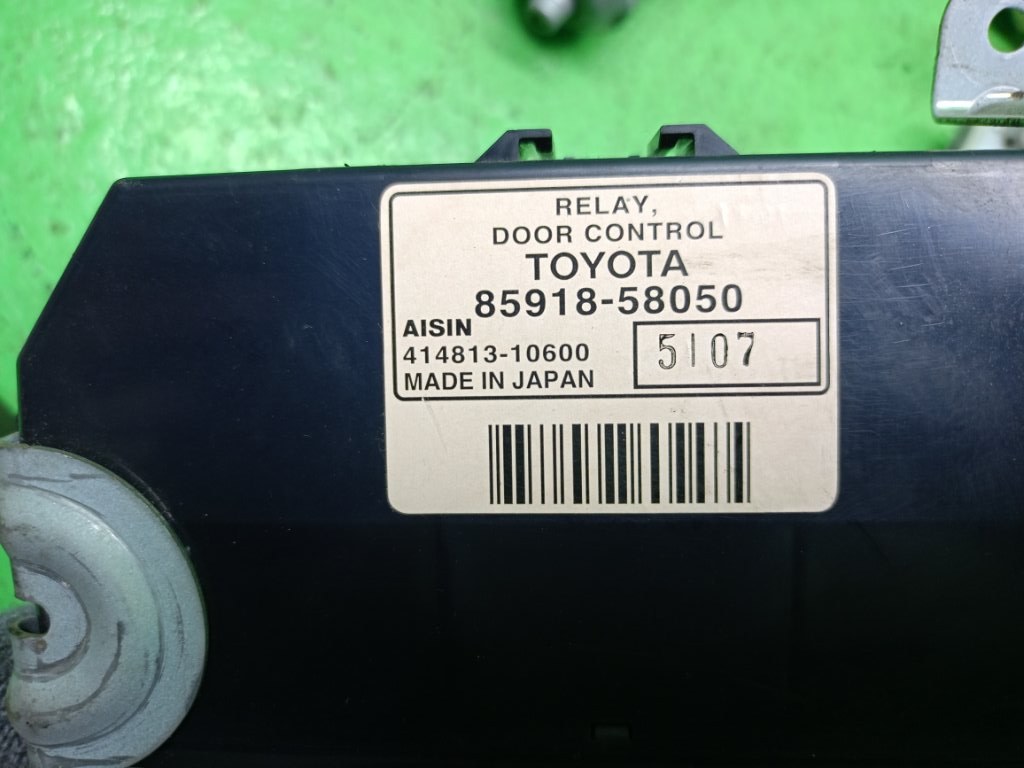 RELAY,
DOOR CONTROL
TOYOTA
85918-58050
AISIN
414813-10600
MADE IN JAPAN
5107